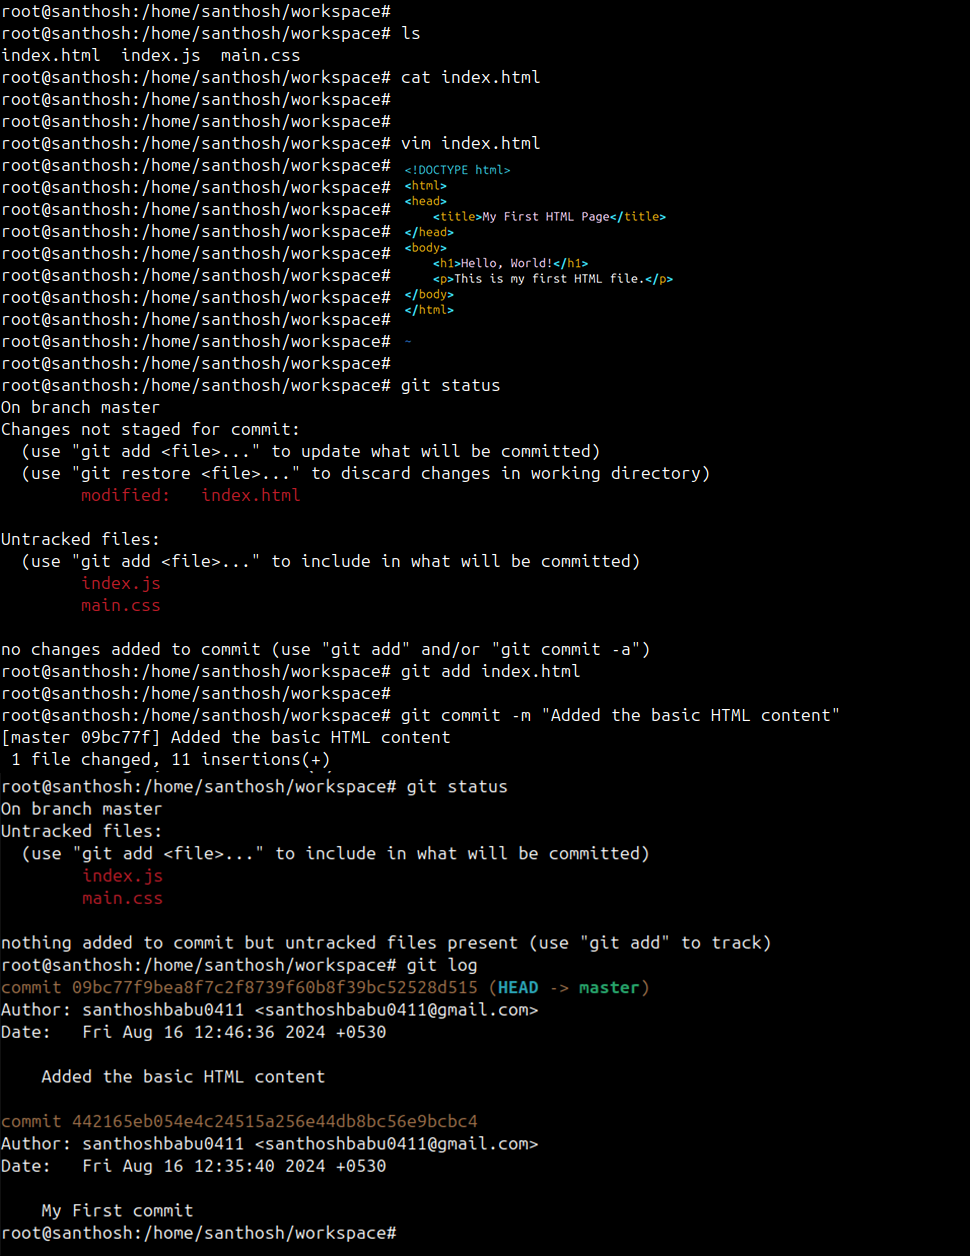 root@santhosh:/home/santhosh/workspace#
root@santhosh:/home/santhosh/workspace# ls
index.html  index.js  main.css
root@santhosh:/home/santhosh/workspace# cat index.html
root@santhosh:/home/santhosh/workspace#
root@santhosh:/home/santhosh/workspace#
root@santhosh:/home/santhosh/workspace# vim index.html
root@santhosh:/home/santhosh/workspace# <!DOCTYPE html>
root@santhosh:/home/santhosh/workspace# <html>
<head>
root@santhosh:/home/santhosh/workspace#     <title>My First HTML Page</title>
root@santhosh:/home/santhosh/workspace# </head>
root@santhosh:/home/santhosh/workspace# <body>
    <h1>Hello, World!</h1>
root@santhosh:/home/santhosh/workspace#     <p>This is my first HTML file.</p>
root@santhosh:/home/santhosh/workspace# </body>
</html>
root@santhosh:/home/santhosh/workspace#
root@santhosh:/home/santhosh/workspace# ~
root@santhosh:/home/santhosh/workspace#
root@santhosh:/home/santhosh/workspace# git status
On branch master
Changes not staged for commit:
  (use "git add <file>..." to update what will be committed)
  (use "git restore <file>..." to discard changes in working directory)
        modified:   index.html
Untracked files:
  (use "git add <file>..." to include in what will be committed)
        index.js
        main.css
no changes added to commit (use "git add" and/or "git commit -a")
root@santhosh:/home/santhosh/workspace# git add index.html
root@santhosh:/home/santhosh/workspace#
root@santhosh:/home/santhosh/workspace# git commit -m "Added the basic HTML content"
[master 09bc77f] Added the basic HTML content
 1 file changed, 11 insertions(+)
root@santhosh:/home/santhosh/workspace# git status
On branch master
Untracked files:
  (use "git add <file>..." to include in what will be committed)
        index.js
        main.css
nothing added to commit but untracked files present (use "git add" to track)
root@santhosh:/home/santhosh/workspace# git log
commit 09bc77f9bea8f7c2f8739f60b8f39bc52528d515 (HEAD -> master)
Author: santhoshbabu0411 <santhoshbabu0411@gmail.com>
Date:   Fri Aug 16 12:46:36 2024 +0530
    Added the basic HTML content
commit 442165eb054e4c24515a256e44db8bc56e9bcbc4
Author: santhoshbabu0411 <santhoshbabu0411@gmail.com>
Date:   Fri Aug 16 12:35:40 2024 +0530
    My First commit
root@santhosh:/home/santhosh/workspace#